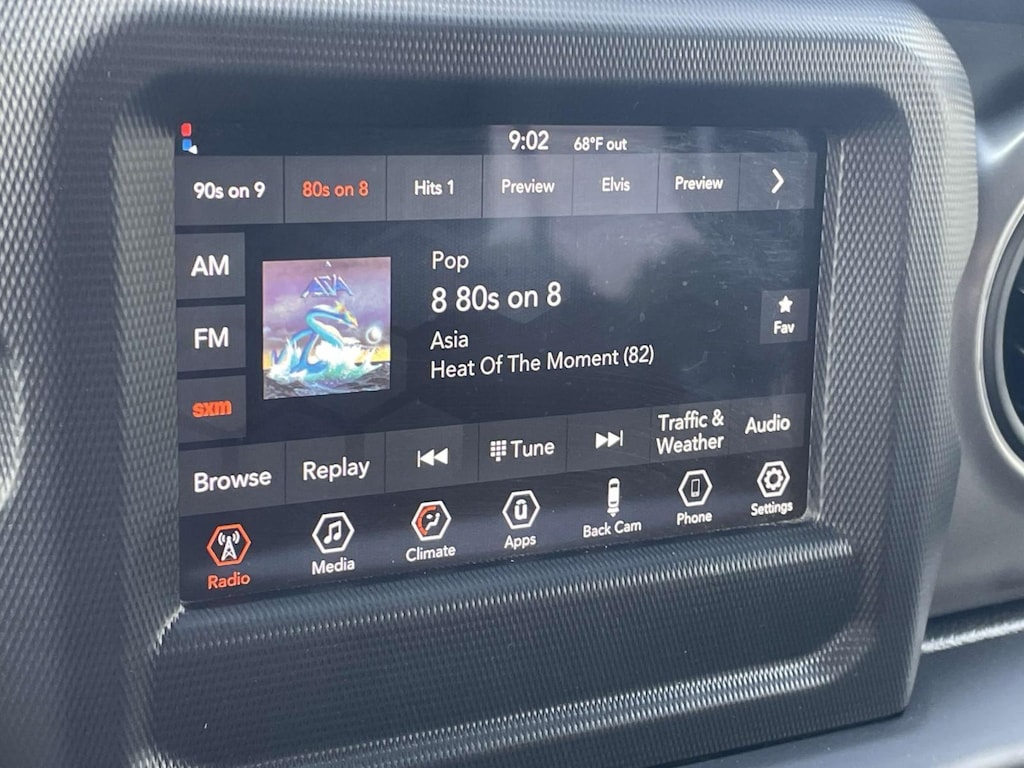 9:02 68°F out
90s on 9 80s on 8 Hits 1 Preview Elvis Preview
AM
FM
sxm
ASIA
Pop
8 80s on 8
Asia
Heat Of The Moment (82)
Fav
Browse Replay Tune Traffic & Weather Audio
Radio Media Climate Apps Back Cam Phone Settings